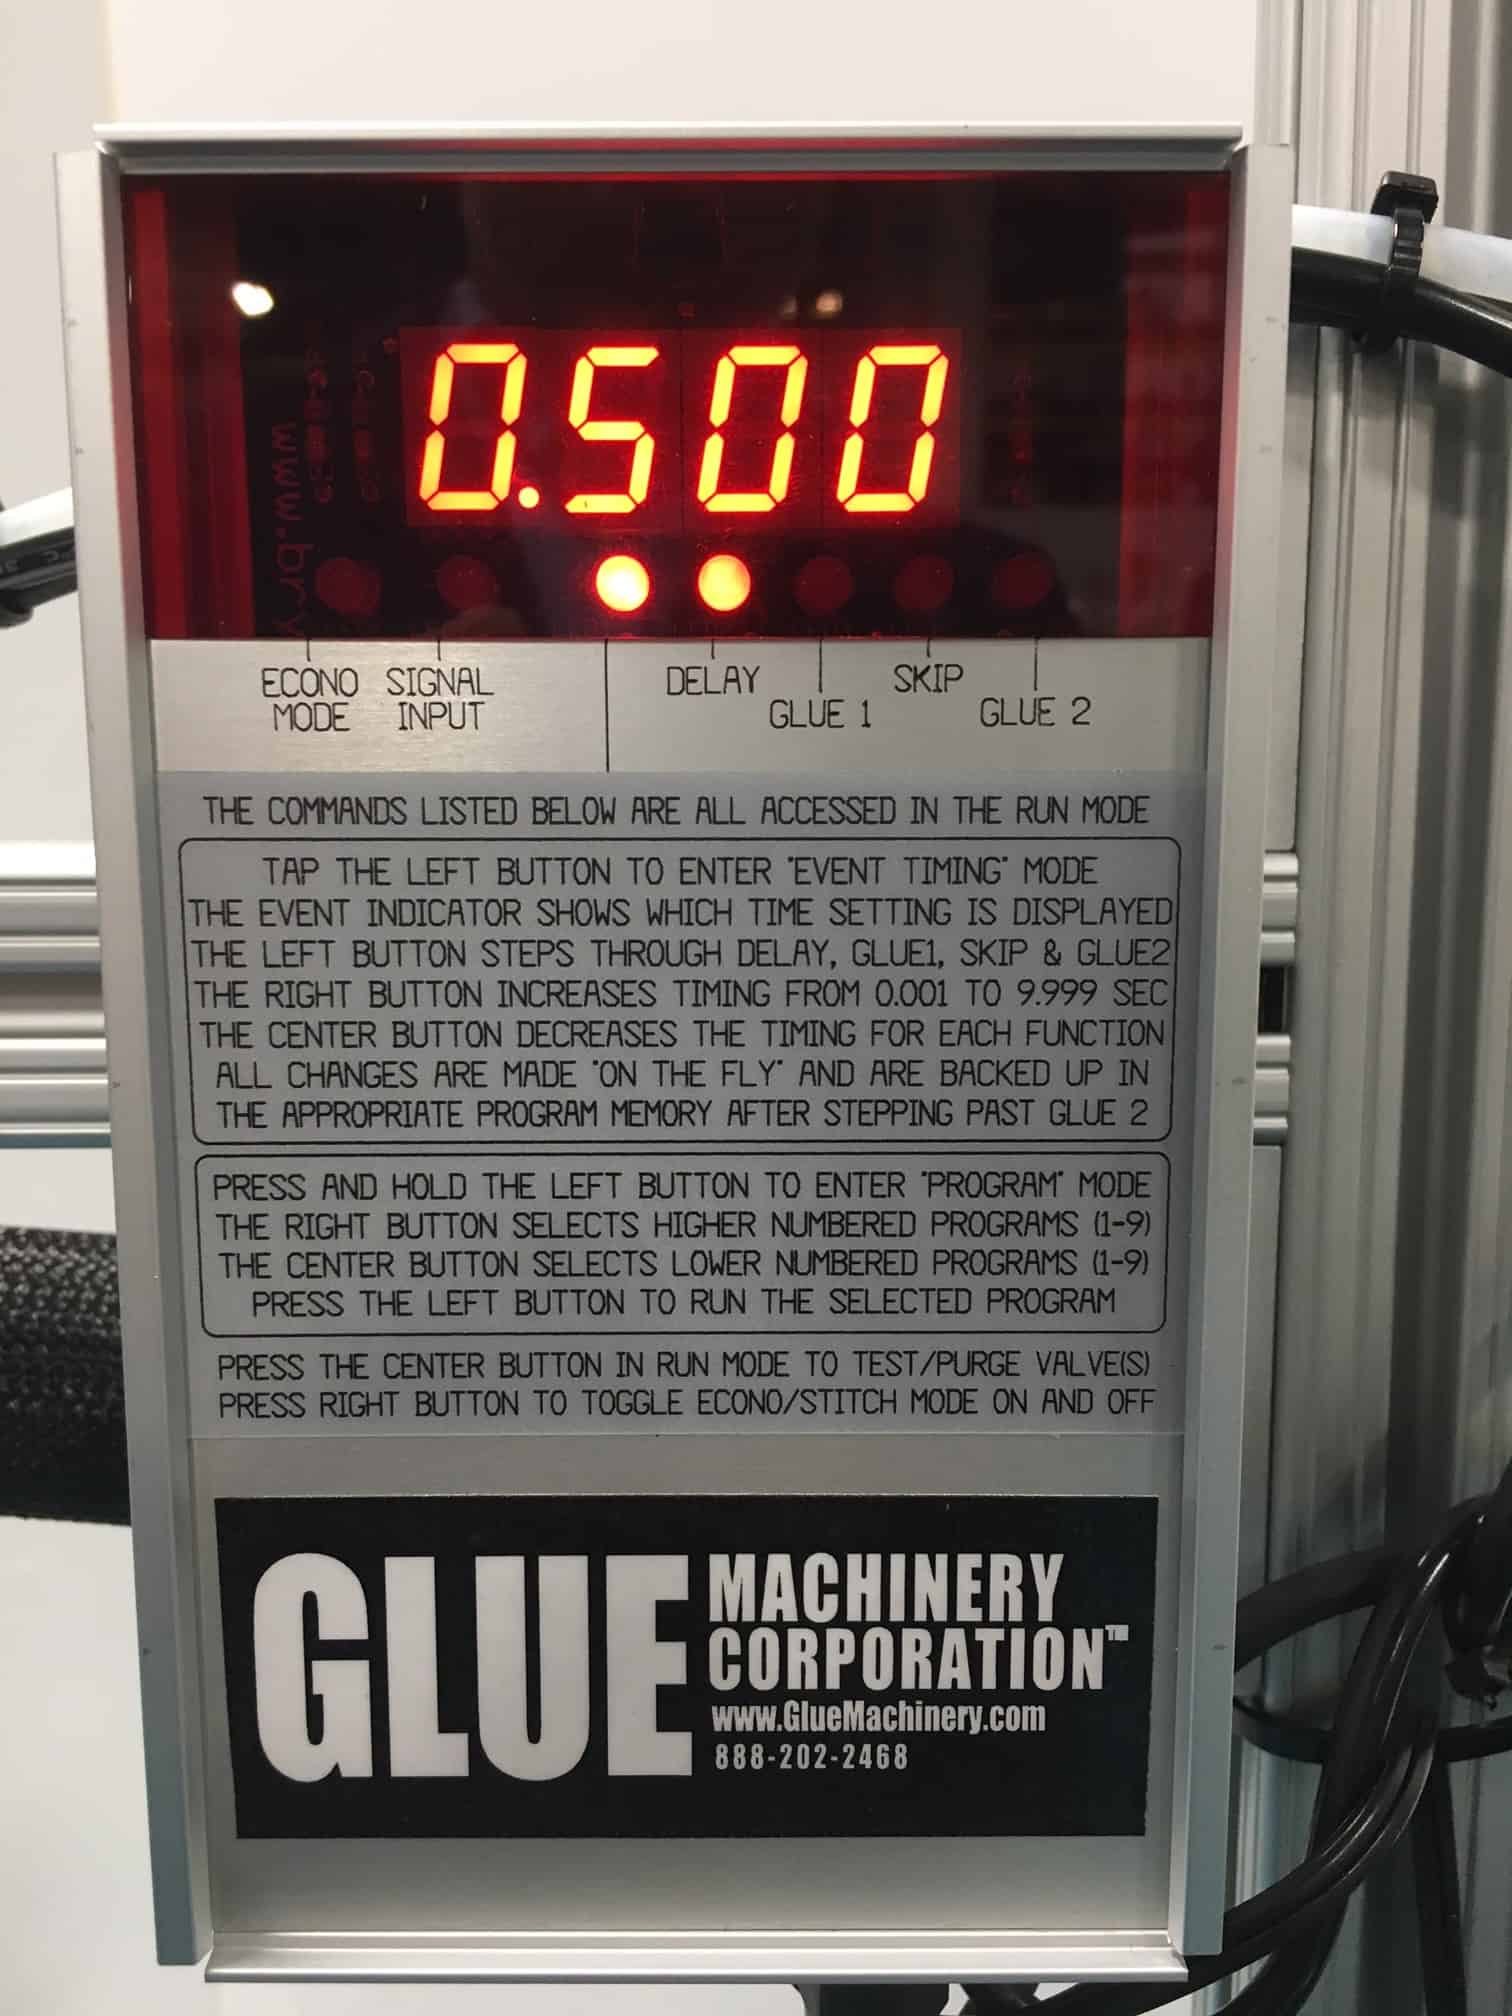 0.500
www.bry
ECONO MODE
SIGNAL INPUT
DELAY
GLUE 1
SKIP
GLUE 2
THE COMMANDS LISTED BELOW ARE ALL ACCESSED IN THE RUN MODE
TAP THE LEFT BUTTON TO ENTER "EVENT TIMING" MODE
THE EVENT INDICATOR SHOWS WHICH TIME SETTING IS DISPLAYED
THE LEFT BUTTON STEPS THROUGH DELAY, GLUE1, SKIP & GLUE2
THE RIGHT BUTTON INCREASES TIMING FROM 0.001 TO 9.999 SEC
THE CENTER BUTTON DECREASES THE TIMING FOR EACH FUNCTION
ALL CHANGES ARE MADE "ON THE FLY" AND ARE BACKED UP IN
THE APPROPRIATE PROGRAM MEMORY AFTER STEPPING PAST GLUE 2
PRESS AND HOLD THE LEFT BUTTON TO ENTER "PROGRAM" MODE
THE RIGHT BUTTON SELECTS HIGHER NUMBERED PROGRAMS (1-9)
THE CENTER BUTTON SELECTS LOWER NUMBERED PROGRAMS (1-9)
PRESS THE LEFT BUTTON TO RUN THE SELECTED PROGRAM
PRESS THE CENTER BUTTON IN RUN MODE TO TEST/PURGE VALVE(S)
PRESS RIGHT BUTTON TO TOGGLE ECONO/STITCH MODE ON AND OFF
GLUE
MACHINERY
CORPORATION™
www.GlueMachinery.com
888-202-2468